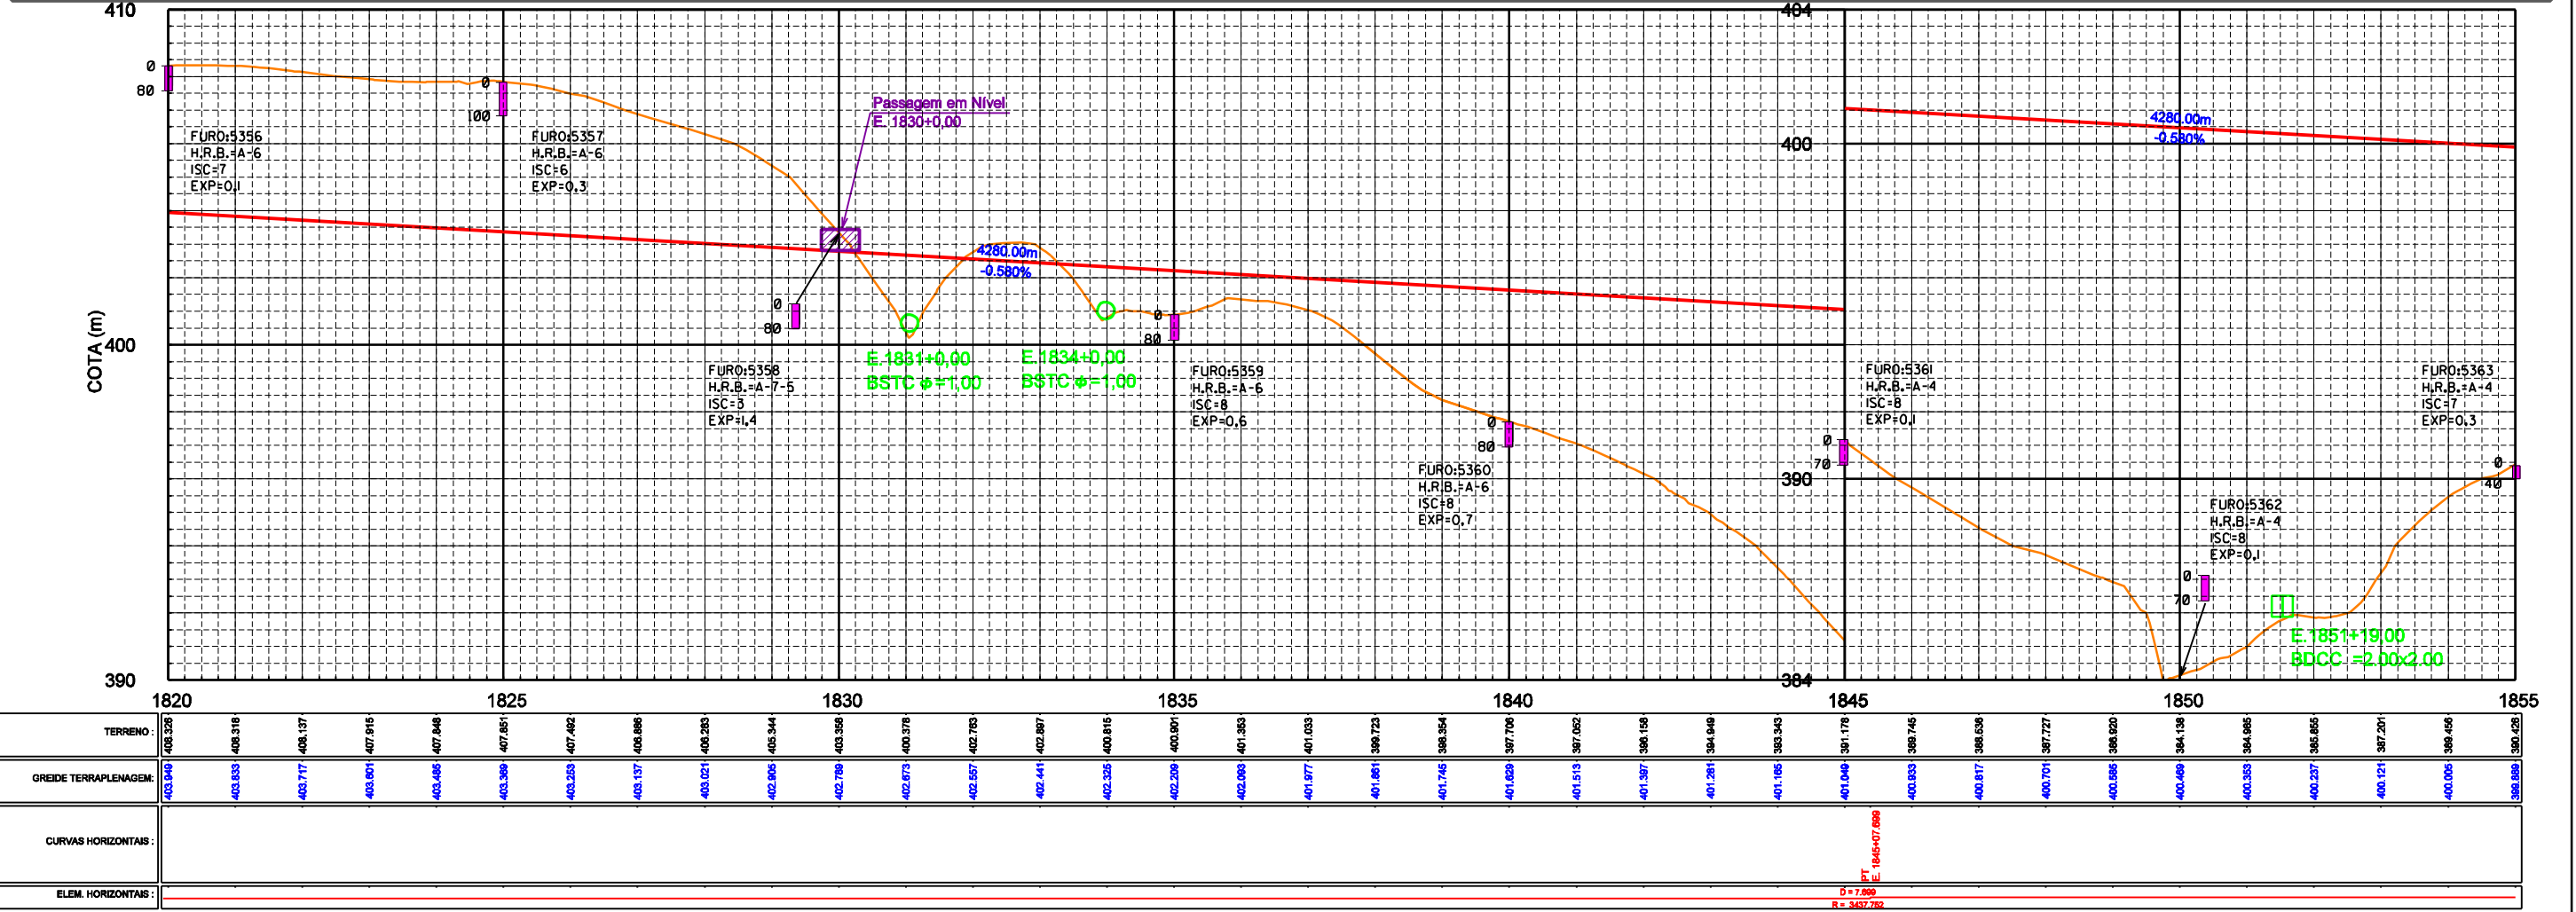 410
404
0
80
0
100
Passagem em Nível
E. 1830+0,00
4280.00m
-0.580%
400
FURO:5356
H.R.B.=A-6
ISC=7
EXP=0.1
FURO:5357
H.R.B.=A-6
ISC=6
EXP=0.3
4280.00m
-0.580%
0
80
0
80
COTA (m)
400
E.1831+0,00
BSTC ϕ=1,00
E.1834+0,00
BSTC ϕ=1,00
FURO:5358
H.R.B.=A-7-5
ISC=3
EXP=1.4
FURO:5359
H.R.B.=A-6
ISC=8
EXP=0.6
FURO:5361
H.R.B.=A-4
ISC=8
EXP=0.1
FURO:5363
H.R.B.=A-4
ISC=7
EXP=0.3
0
80
0
70
0
40
390
FURO:5360
H.R.B.=A-6
ISC=8
EXP=0.7
FURO:5362
H.R.B.=A-4
ISC=8
EXP=0.1
0
70
E.1851+19,00
BDCC =2.00x2.00
390
384
1820 1825 1830 1835 1840 1845 1850 1855
TERRENO : 408.326 408.318 408.137 407.915 407.848 407.851 407.492 406.886 406.283 405.344 403.356 400.378 402.763 402.897 400.815 400.901 401.353 401.033 399.723 398.354 397.706 397.052 396.158 394.949 393.343 391.178 389.745 388.536 387.727 386.920 384.138 384.985 385.855 387.201 389.456 390.426
GREIDE TERRAPLENAGEM: 403.949 403.833 403.717 403.601 403.485 403.369 403.253 403.137 403.021 402.905 402.789 402.673 402.557 402.441 402.325 402.209 402.093 401.977 401.861 401.745 401.629 401.513 401.397 401.281 401.165 401.049 400.933 400.817 400.701 400.585 400.469 400.353 400.237 400.121 400.005 399.889
CURVAS HORIZONTAIS :
PT
E. 1845+07.699
ELEM. HORIZONTAIS :
D = 7.699
R = 3437.752